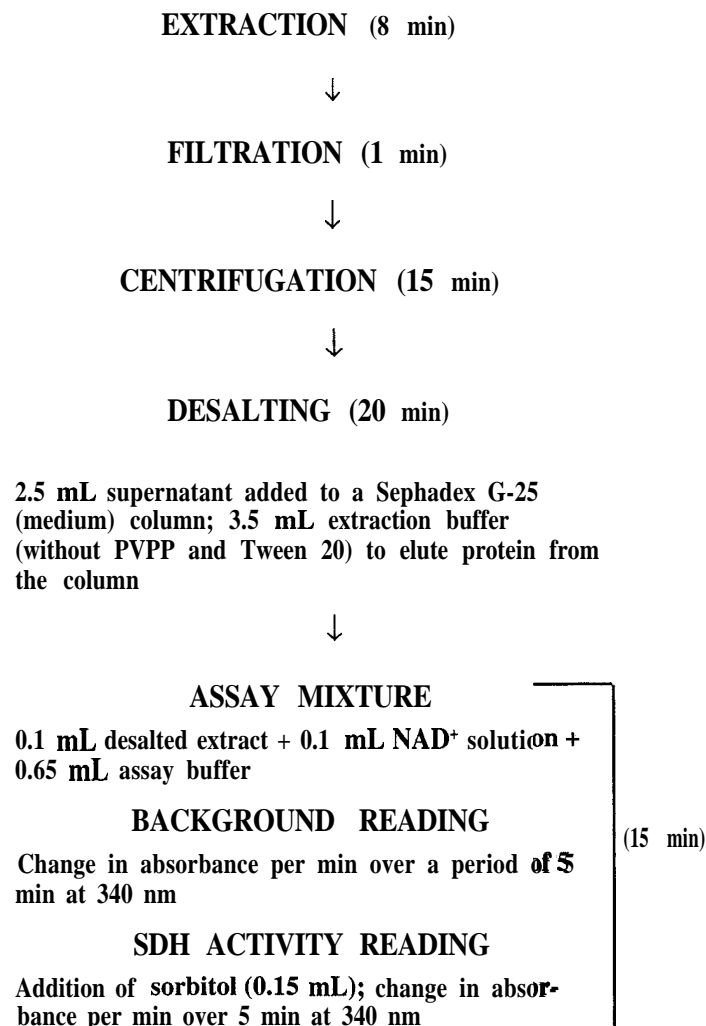 EXTRACTION (8 min)
↓
FILTRATION (1 min)
↓
CENTRIFUGATION (15 min)
↓
DESALTING (20 min)
2.5 mL supernatant added to a Sephadex G-25
(medium) column; 3.5 mL extraction buffer
(without PVPP and Tween 20) to elute protein from
the column
↓
ASSAY MIXTURE
0.1 mL desalted extract + 0.1 mL NAD⁺ solution +
0.65 mL assay buffer
BACKGROUND READING
(15 min)
Change in absorbance per min over a period of 5
min at 340 nm
SDH ACTIVITY READING
Addition of sorbitol (0.15 mL); change in absor-
bance per min over 5 min at 340 nm